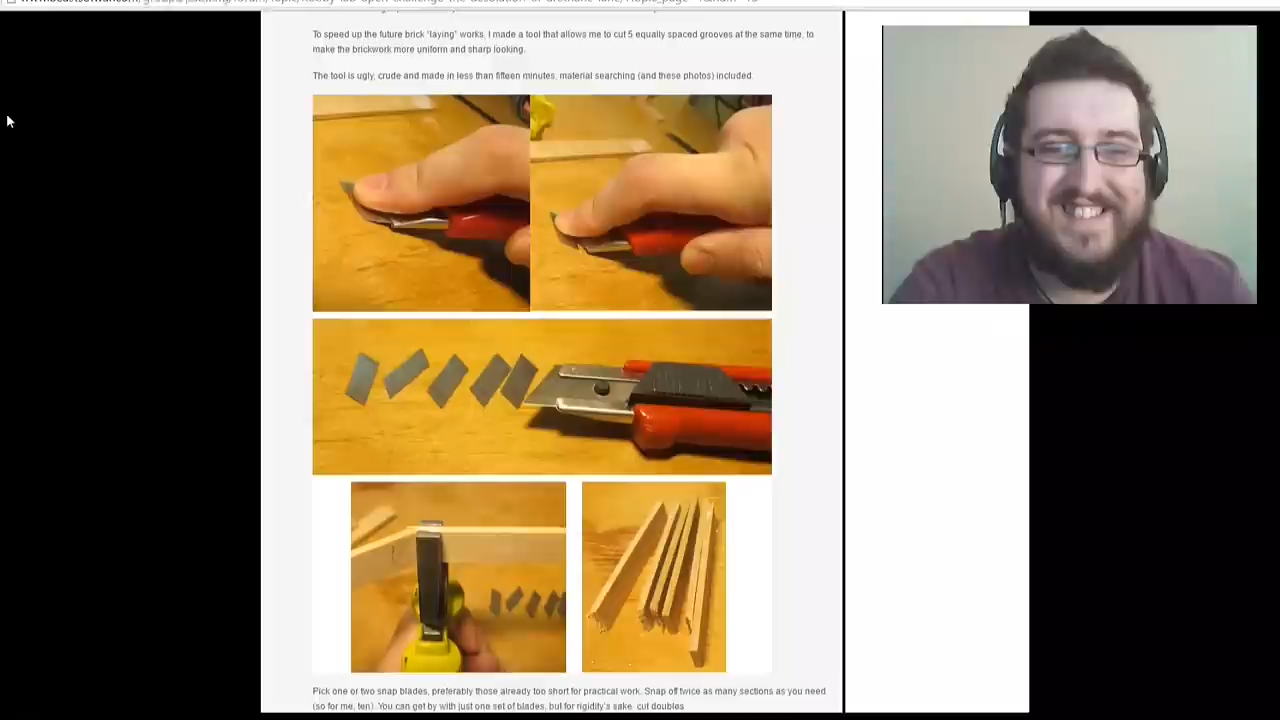 To speed up the future brick “laying” works, I made a tool that allows me to cut 5 equally spaced grooves at the same time, to
make the brickwork more uniform and sharp looking.
The tool is ugly, crude and made in less than fifteen minutes, material searching (and these photos) included.
Pick one or two snap blades, preferably those already too short for practical work. Snap off twice as many sections as you need
(so for me, ten). You can get by with just one set of blades, but for rigidity's sake, cut doubles